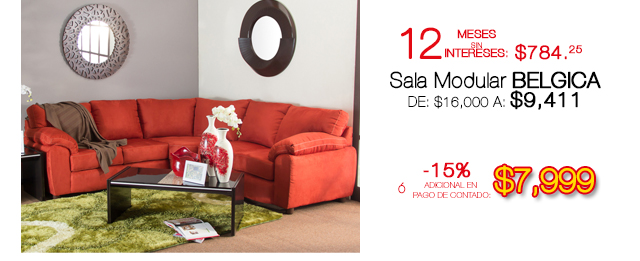 12 MESES
SIN
INTERESES: $784.25
Sala Modular BELGICA
DE: $16,000 A: $9,411
-15%
ó ADICIONAL EN
PAGO DE CONTADO: $7,999